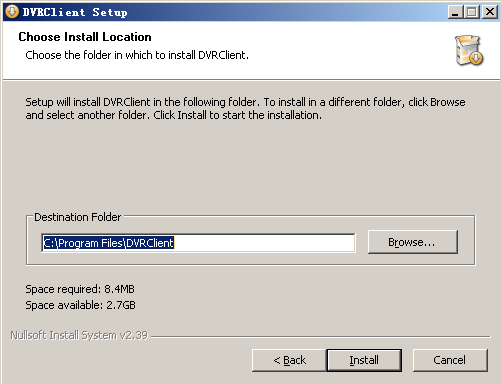 DVRClient Setup
Choose Install Location
Choose the folder in which to install DVRClient.
Setup will install DVRClient in the following folder. To install in a different folder, click Browse
and select another folder. Click Install to start the installation.
Destination Folder
C:\Program Files\DVRClient
Browse...
Space required: 8.4MB
Space available: 2.7GB
Nullsoft Install System v2.39
< Back
Install
Cancel